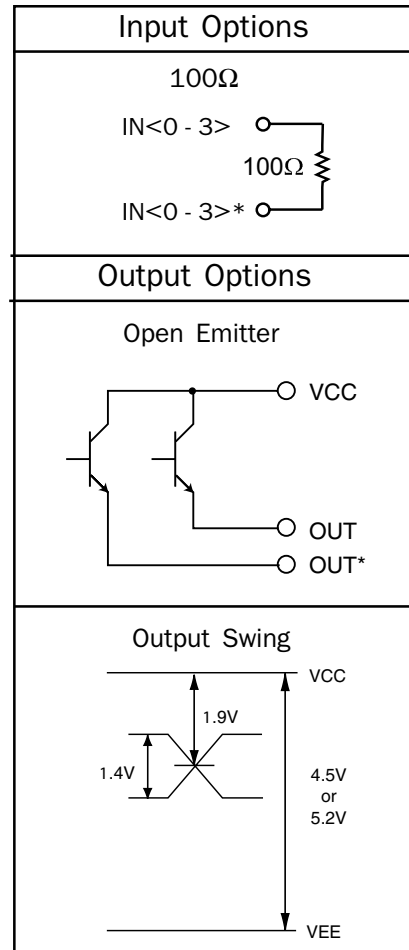 Input Options
100Ω
IN<0 - 3>
100Ω
IN<0 - 3>*
Output Options
Open Emitter
VCC
OUT
OUT*
Output Swing
VCC
1.9V
1.4V
4.5V
or
5.2V
VEE